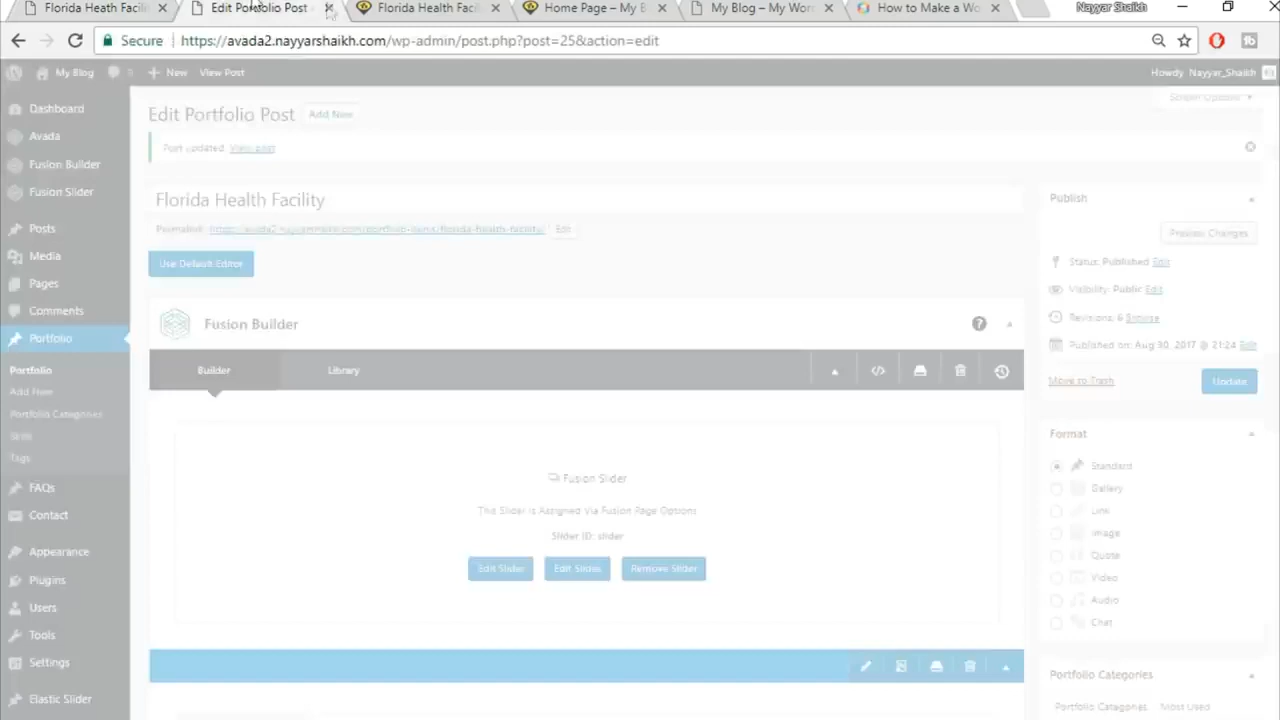 Florida Heath Facili
Edit Portfolio Post
Florida Health Faci
Home Page – My B
My Blog – My Wor
How to Make a Wo
Nayyar Shaikh
Secure
https://avada2.nayyarshaikh.com/wp-admin/post.php?post=25&action=edit
My Blog
New
View Post
Howdy, Nayyar_Shaikh
Dashboard
Avada
Fusion Builder
Fusion Slider
Posts
Media
Pages
Comments
Portfolio
Portfolio
Add New
Portfolio Categories
Skills
Tags
FAQs
Contact
Appearance
Plugins
Users
Tools
Settings
Elastic Slider
Edit Portfolio Post
Add New
Screen Options
Post updated. View post
Florida Health Facility
Permalink: https://avada2.nayyarshaikh.com/portfolio-items/florida-health-facility/ Edit
Use Default Editor
Fusion Builder
Builder
Library
Fusion Slider
This Slider Is Assigned Via Fusion Page Options
Slider ID: slider
Edit Slider
Edit Slides
Remove Slider
Publish
Preview Changes
Status: Published Edit
Visibility: Public Edit
Revisions: 6 Browse
Published on: Aug 30, 2017 @ 21:24 Edit
Move to Trash
Update
Format
Standard
Gallery
Link
Image
Quote
Video
Audio
Chat
Portfolio Categories
Portfolio Categories
Most Used